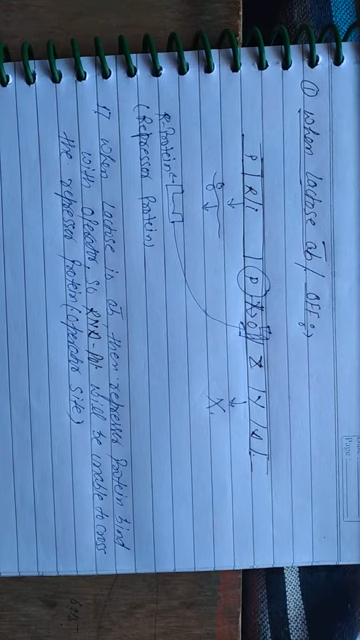 ① When Lactose ab/ OFF :→
P / R / i P O Z / Y / a /
X
R Protein
(Repressor Protein)
If When Lactose is ab, then repressor Protein bind
with operator. So RNA-pol will be unable to cross
the repressor protein (operator site)